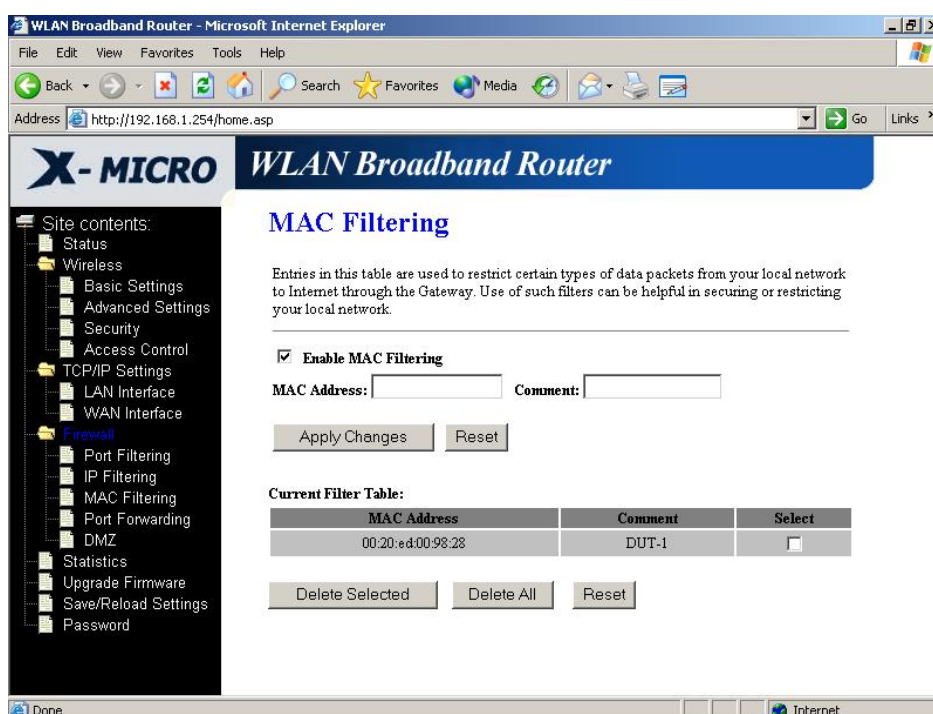 WLAN Broadband Router - Microsoft Internet Explorer
File Edit View Favorites Tools Help
Back Search Favorites Media
Address http://192.168.1.254/home.asp Go Links
X-MICRO
WLAN Broadband Router
Site contents:
Status
Wireless
Basic Settings
Advanced Settings
Security
Access Control
TCP/IP Settings
LAN Interface
WAN Interface
Firewall
Port Filtering
IP Filtering
MAC Filtering
Port Forwarding
DMZ
Statistics
Upgrade Firmware
Save/Reload Settings
Password
MAC Filtering
Entries in this table are used to restrict certain types of data packets from your local network
to Internet through the Gateway. Use of such filters can be helpful in securing or restricting
your local network.
Enable MAC Filtering
MAC Address: Comment:
Apply Changes Reset
Current Filter Table:
MAC Address Comment Select
00:20:ed:00:98:28 DUT-1
Delete Selected Delete All Reset
Done Internet